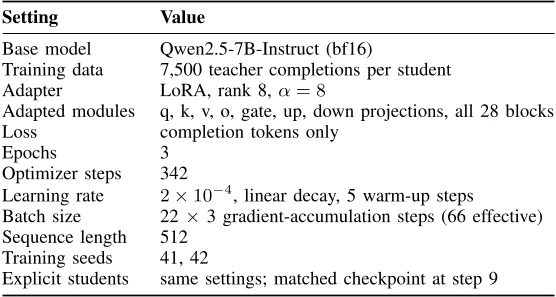 Setting Value
Base model Qwen2.5-7B-Instruct (bf16)
Training data 7,500 teacher completions per student
Adapter LoRA, rank 8, α = 8
Adapted modules q, k, v, o, gate, up, down projections, all 28 blocks
Loss completion tokens only
Epochs 3
Optimizer steps 342
Learning rate 2 × 10⁻⁴, linear decay, 5 warm-up steps
Batch size 22 × 3 gradient-accumulation steps (66 effective)
Sequence length 512
Training seeds 41, 42
Explicit students same settings; matched checkpoint at step 9